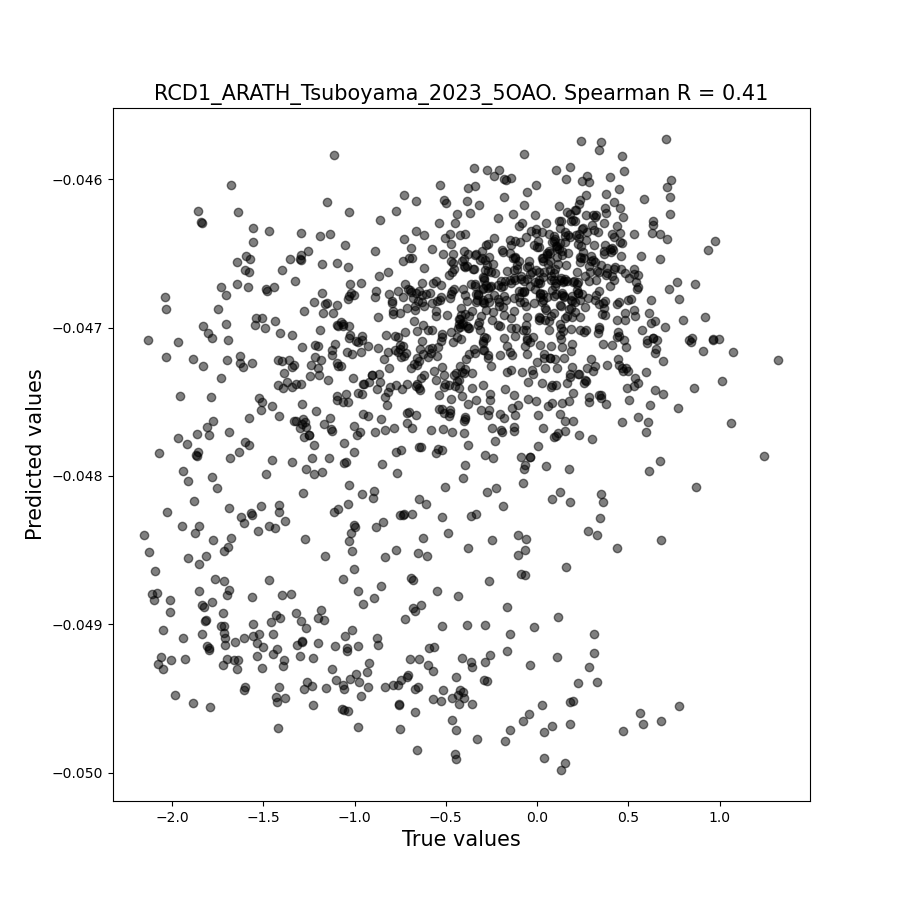 RCD1_ARATH_Tsuboyama_2023_5OAO. Spearman R = 0.41
−0.046
−0.047
−0.048
−0.049
−0.050
Predicted values
−2.0 −1.5 −1.0 −0.5 0.0 0.5 1.0
True values